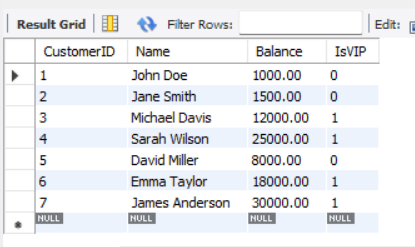 Result Grid Filter Rows: Edit:
CustomerID Name Balance IsVIP
1 John Doe 1000.00 0
2 Jane Smith 1500.00 0
3 Michael Davis 12000.00 1
4 Sarah Wilson 25000.00 1
5 David Miller 8000.00 0
6 Emma Taylor 18000.00 1
7 James Anderson 30000.00 1
NULL NULL NULL NULL